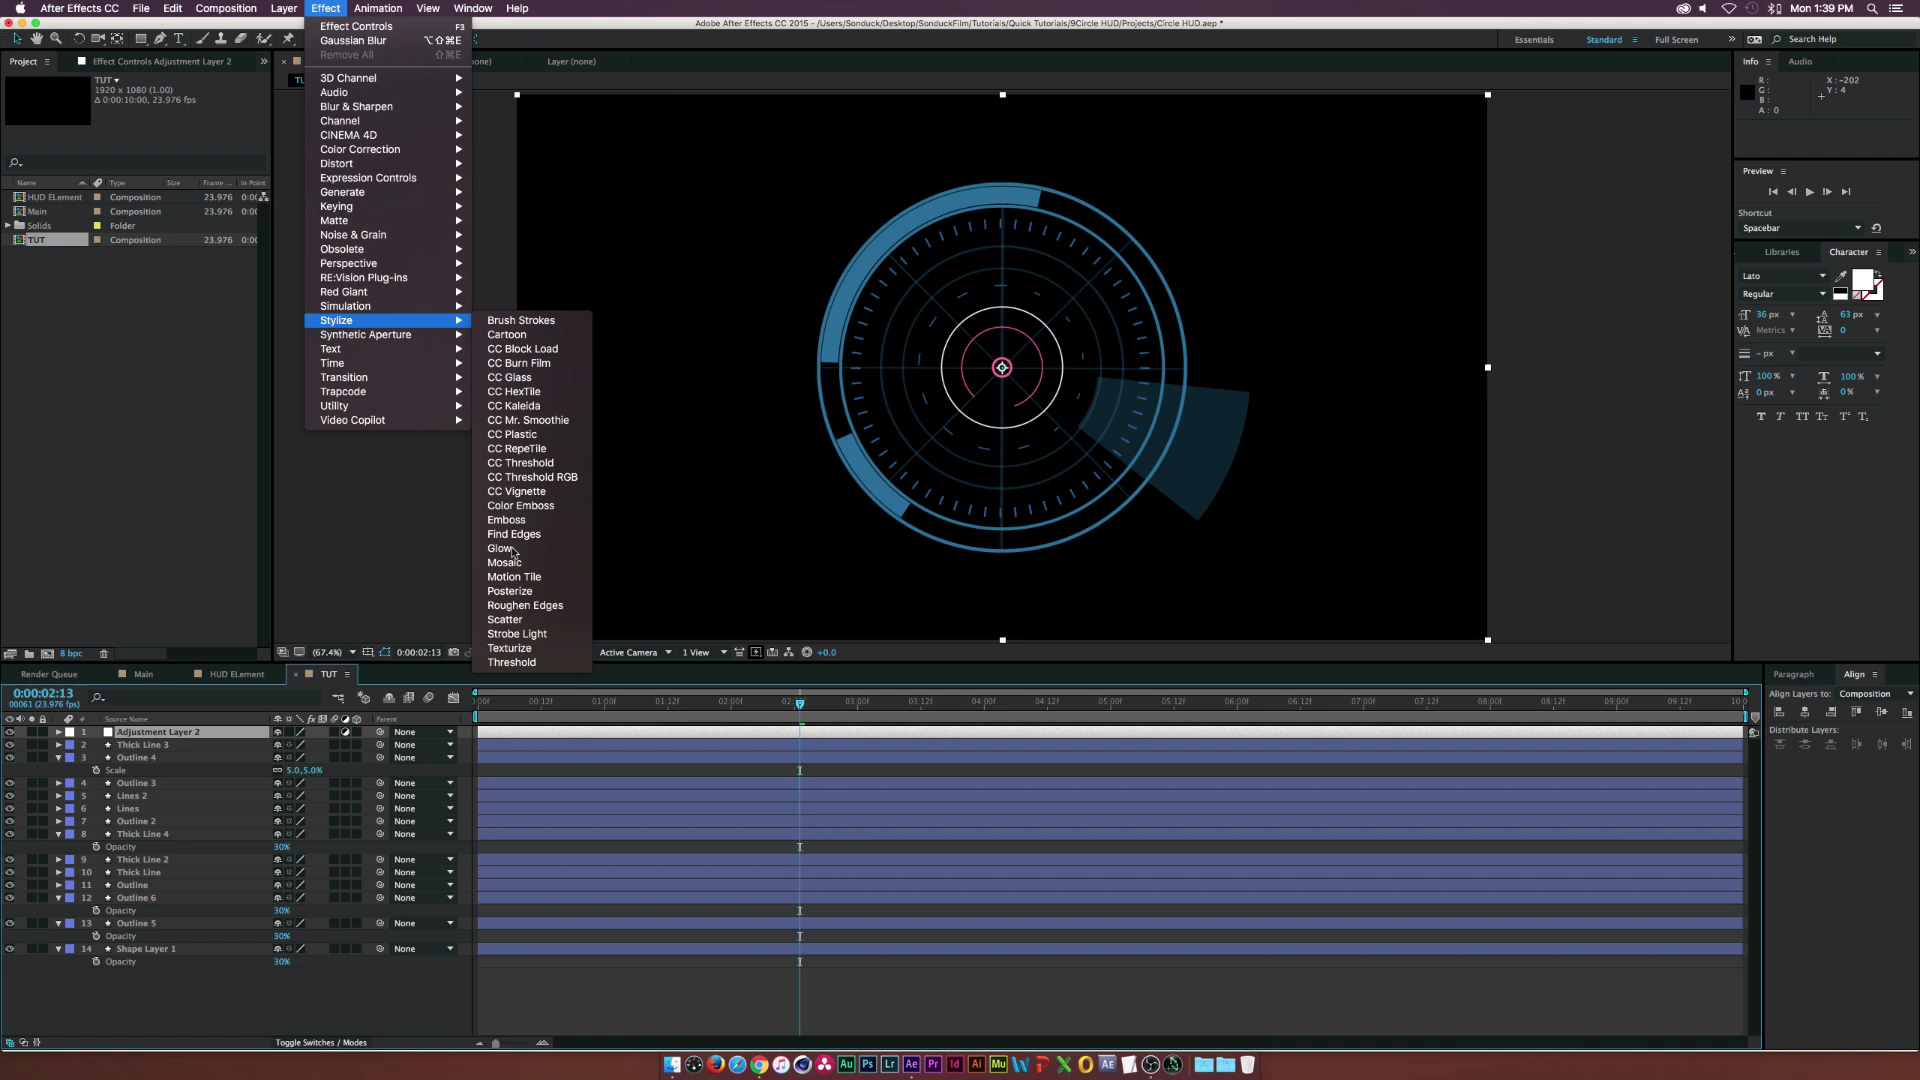 After Effects CC File Edit Composition Layer Effect Animation View Window Help Mon 1:39 PM
Adobe After Effects CC 2015 - /Users/Sonduck/Desktop/SonduckFilm/Tutorials/Quick Tutorials/9Circle HUD/Projects/Circle HUD.aep *
Essentials Standard Full Screen Search Help
Project Effect Controls Adjustment Layer 2
Layer (none)
TUT
1920 x 1080 (1.00)
Δ 0:00:10:00, 23.976 fps
Name Type Size Frame ... In Point
HUD ELement Composition 23.976 0:0
Main Composition 23.976 0:0
Solids Folder
TUT Composition 23.976 0:0
8 bpc
Effect Controls F3
Gaussian Blur ⌥⇧⌘E
Remove All ⇧⌘E
3D Channel
Audio
Blur & Sharpen
Channel
CINEMA 4D
Color Correction
Distort
Expression Controls
Generate
Keying
Matte
Noise & Grain
Obsolete
Perspective
RE:Vision Plug-ins
Red Giant
Simulation
Stylize
Synthetic Aperture
Text
Time
Transition
Trapcode
Utility
Video Copilot
Brush Strokes
Cartoon
CC Block Load
CC Burn Film
CC Glass
CC HexTile
CC Kaleida
CC Mr. Smoothie
CC Plastic
CC RepeTile
CC Threshold
CC Threshold RGB
CC Vignette
Color Emboss
Emboss
Find Edges
Glow
Mosaic
Motion Tile
Posterize
Roughen Edges
Scatter
Strobe Light
Texturize
Threshold
(67.4%) 0:00:02:13 Active Camera 1 View +0.0
Info Audio
R : X : -202
G : Y : 4
B :
A : 0
Preview
Shortcut
Spacebar
Libraries Character
Lato
Regular
36 px 63 px
Metrics 0
- px
100 % 100 %
0 px 0 %
Render Queue Main HUD ELement TUT
0:00:02:13
00061 (23.976 fps)
:00f 00:12f 01:00f 01:12f 02:00f 02: 03:00f 03:12f 04:00f 04:12f 05:00f 05:12f 06:00f 06:12f 07:00f 07:12f 08:00f 08:12f 09:00f 09:12f 10:0
# Source Name Parent
1 Adjustment Layer 2 None
2 Thick Line 3 None
3 Outline 4 None
Scale 5.0,5.0%
4 Outline 3 None
5 Lines 2 None
6 Lines None
7 Outline 2 None
8 Thick Line 4 None
Opacity 30%
9 Thick Line 2 None
10 Thick Line None
11 Outline None
12 Outline 6 None
Opacity 30%
13 Outline 5 None
Opacity 30%
14 Shape Layer 1 None
Opacity 30%
Toggle Switches / Modes
Paragraph Align
Align Layers to: Composition
Distribute Layers:
Au Ps Lr Ae Pr Id Ai Mu AE